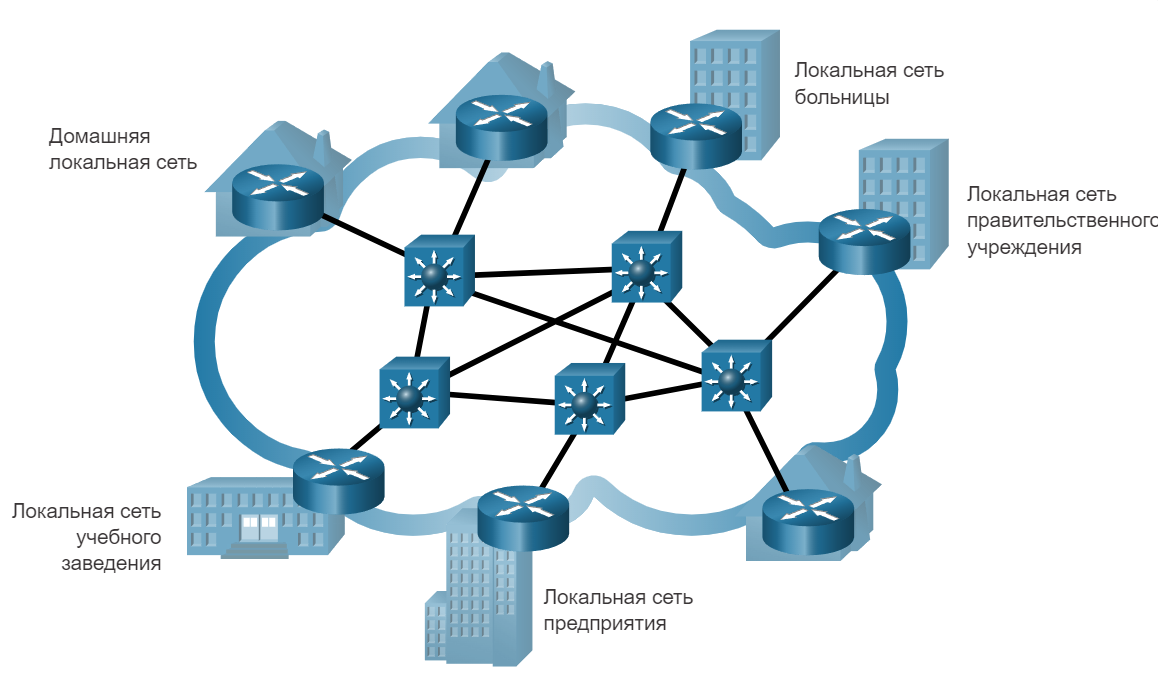 Локальная сеть
больницы
Домашняя
локальная сеть
Локальная сеть
правительственного
учреждения
Локальная сеть
учебного
заведения
Локальная сеть
предприятия